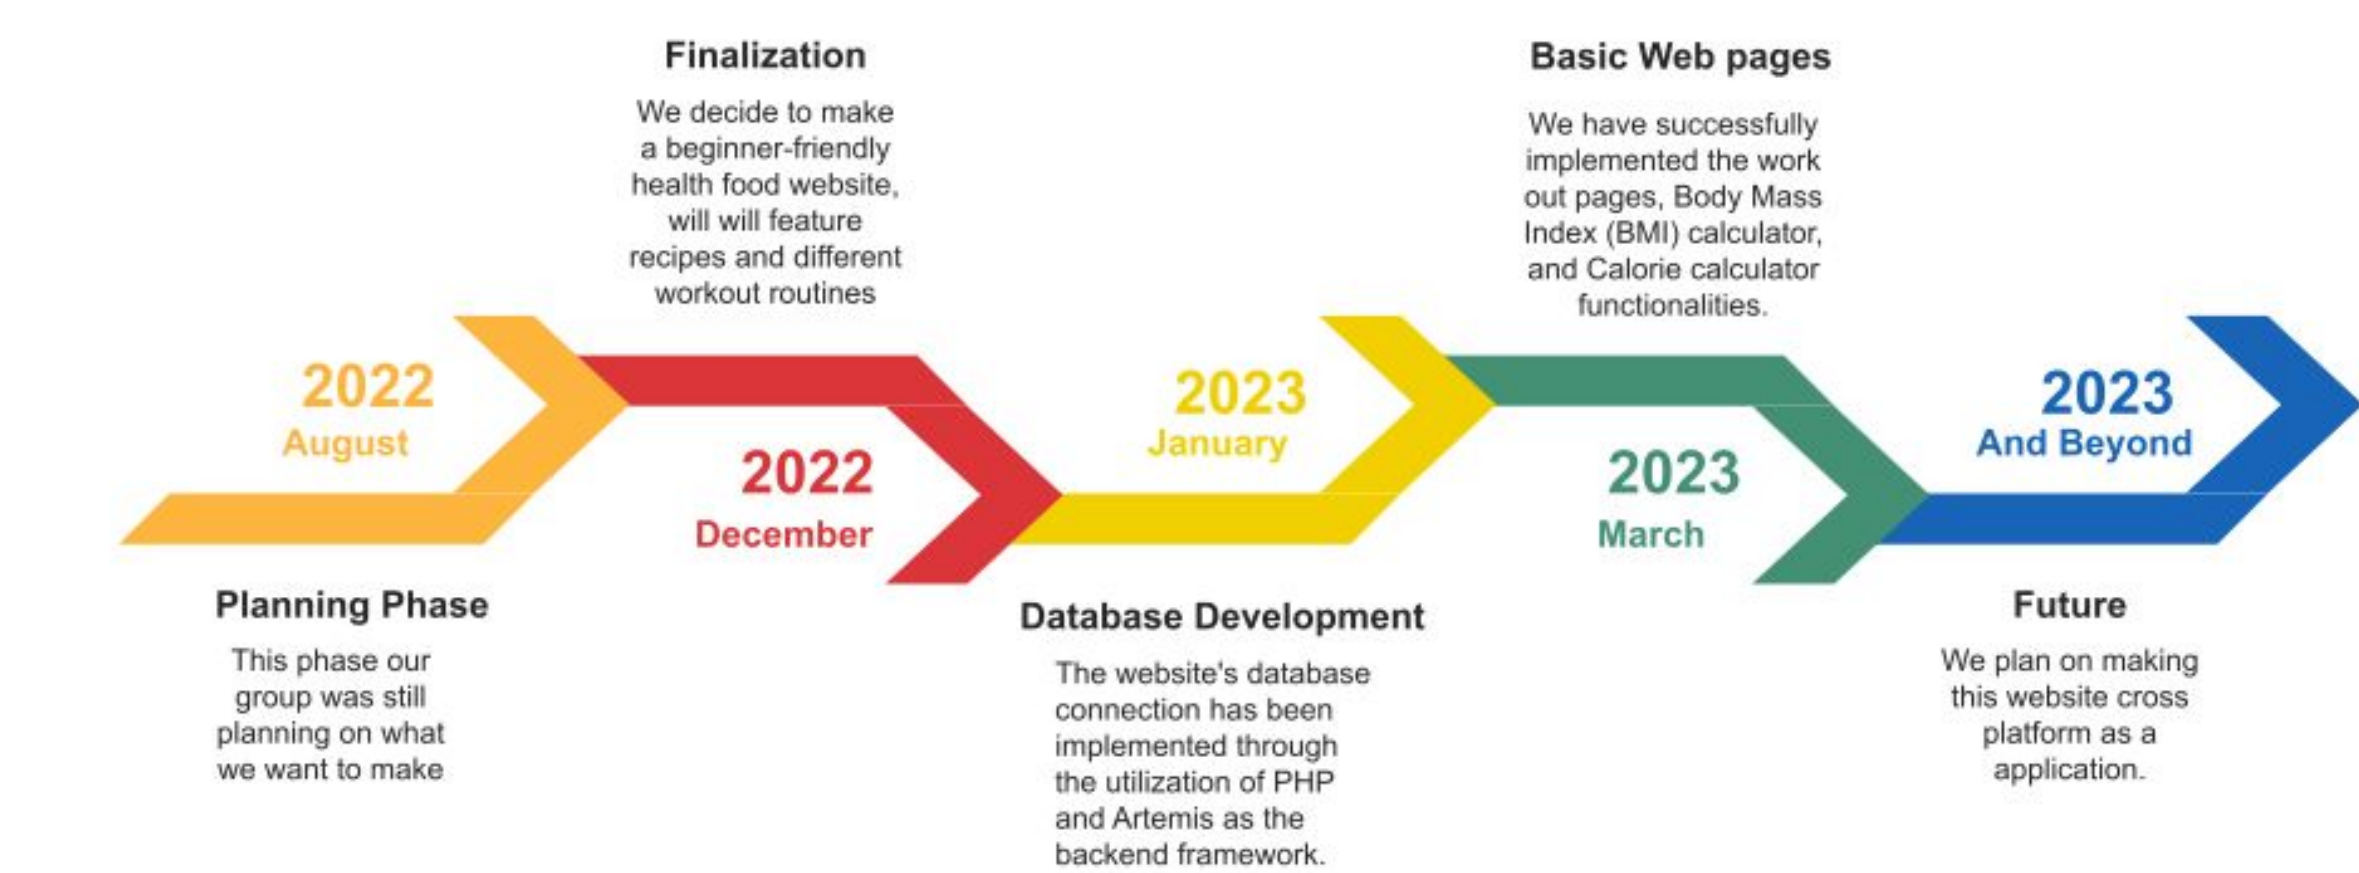 2022
August
Planning Phase
This phase our
group was still
planning on what
we want to make
Finalization
We decide to make
a beginner-friendly
health food website,
will will feature
recipes and different
workout routines
2022
December
2023
January
Database Development
The website's database
connection has been
implemented through
the utilization of PHP
and Artemis as the
backend framework.
Basic Web pages
We have successfully
implemented the work
out pages, Body Mass
Index (BMI) calculator,
and Calorie calculator
functionalities.
2023
March
2023
And Beyond
Future
We plan on making
this website cross
platform as a
application.